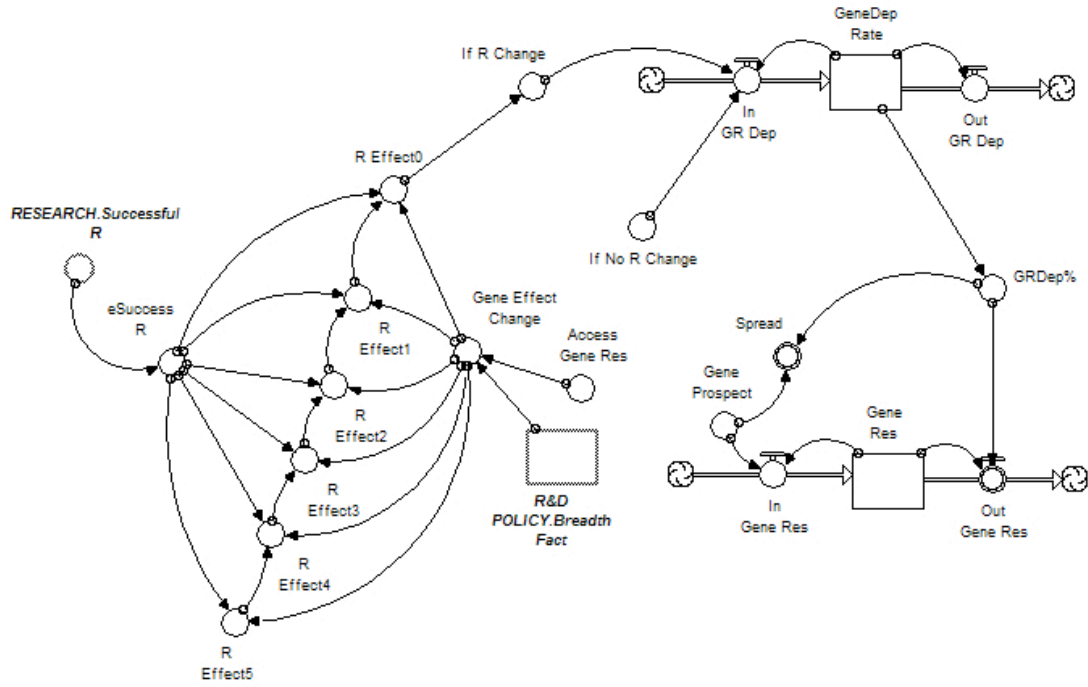 GeneDep
Rate
If R Change
In
GR Dep
Out
GR Dep
R Effect0
RESEARCH.Successful
R
If No R Change
GRDep%
eSuccess
R
R
Effect1
Gene Effect
Change
Access
Gene Res
Spread
Gene
Prospect
R
Effect2
Gene
Res
R
Effect3
R&D
POLICY.Breadth
Fact
In
Gene Res
Out
Gene Res
R
Effect4
R
Effect5